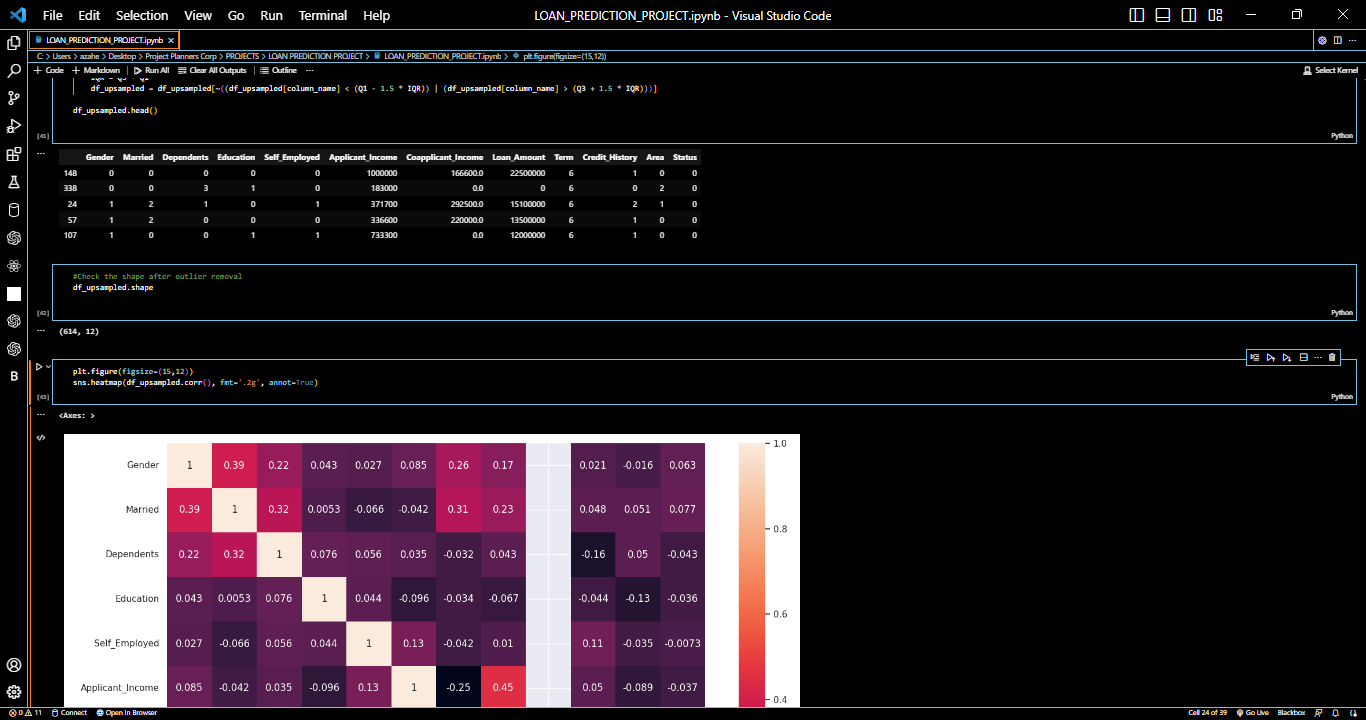 File Edit Selection View Go Run Terminal Help LOAN_PREDICTION_PROJECT.ipynb - Visual Studio Code
LOAN_PREDICTION_PROJECT.ipynb ×
C: > Users > azahe > Desktop > Project Planners Corp > PROJECTS > LOAN PREDICTION PROJECT > LOAN_PREDICTION_PROJECT.ipynb > plt.figure(figsize=(15,12))
+ Code + Markdown Run All Clear All Outputs Outline ... Select Kernel
IQR = Q3 - Q1
df_upsampled = df_upsampled[~((df_upsampled[column_name] < (Q1 - 1.5 * IQR)) | (df_upsampled[column_name] > (Q3 + 1.5 * IQR)))]
df_upsampled.head()
[41] Python
Gender Married Dependents Education Self_Employed Applicant_Income Coapplicant_Income Loan_Amount Term Credit_History Area Status
148 0 0 0 0 0 1000000 166600.0 22500000 6 1 0 0
338 0 0 3 1 0 183000 0.0 0 6 0 2 0
24 1 2 1 0 1 371700 292500.0 15100000 6 2 1 0
57 1 2 0 0 0 336600 220000.0 13500000 6 1 0 0
107 1 0 0 1 1 733300 0.0 12000000 6 1 0 0
#Check the shape after outlier removal
df_upsampled.shape
[42] Python
(614, 12)
plt.figure(figsize=(15,12))
sns.heatmap(df_upsampled.corr(), fmt='.2g', annot=True)
[43] Python
<Axes: >
1.0
Gender 1 0.39 0.22 0.043 0.027 0.085 0.26 0.17 0.021 -0.016 0.063
Married 0.39 1 0.32 0.0053 -0.066 -0.042 0.31 0.23 0.048 0.051 0.077
0.8
Dependents 0.22 0.32 1 0.076 0.056 0.035 -0.032 0.043 -0.16 0.05 -0.043
Education 0.043 0.0053 0.076 1 0.044 -0.096 -0.034 -0.067 -0.044 -0.13 -0.036
0.6
Self_Employed 0.027 -0.066 0.056 0.044 1 0.13 -0.042 0.01 0.11 -0.035 -0.0073
Applicant_Income 0.085 -0.042 0.035 -0.096 0.13 1 -0.25 0.45 0.05 -0.089 -0.037
0.4
0 11 Connect Open in Browser Cell 24 of 39 Go Live Blackbox
B